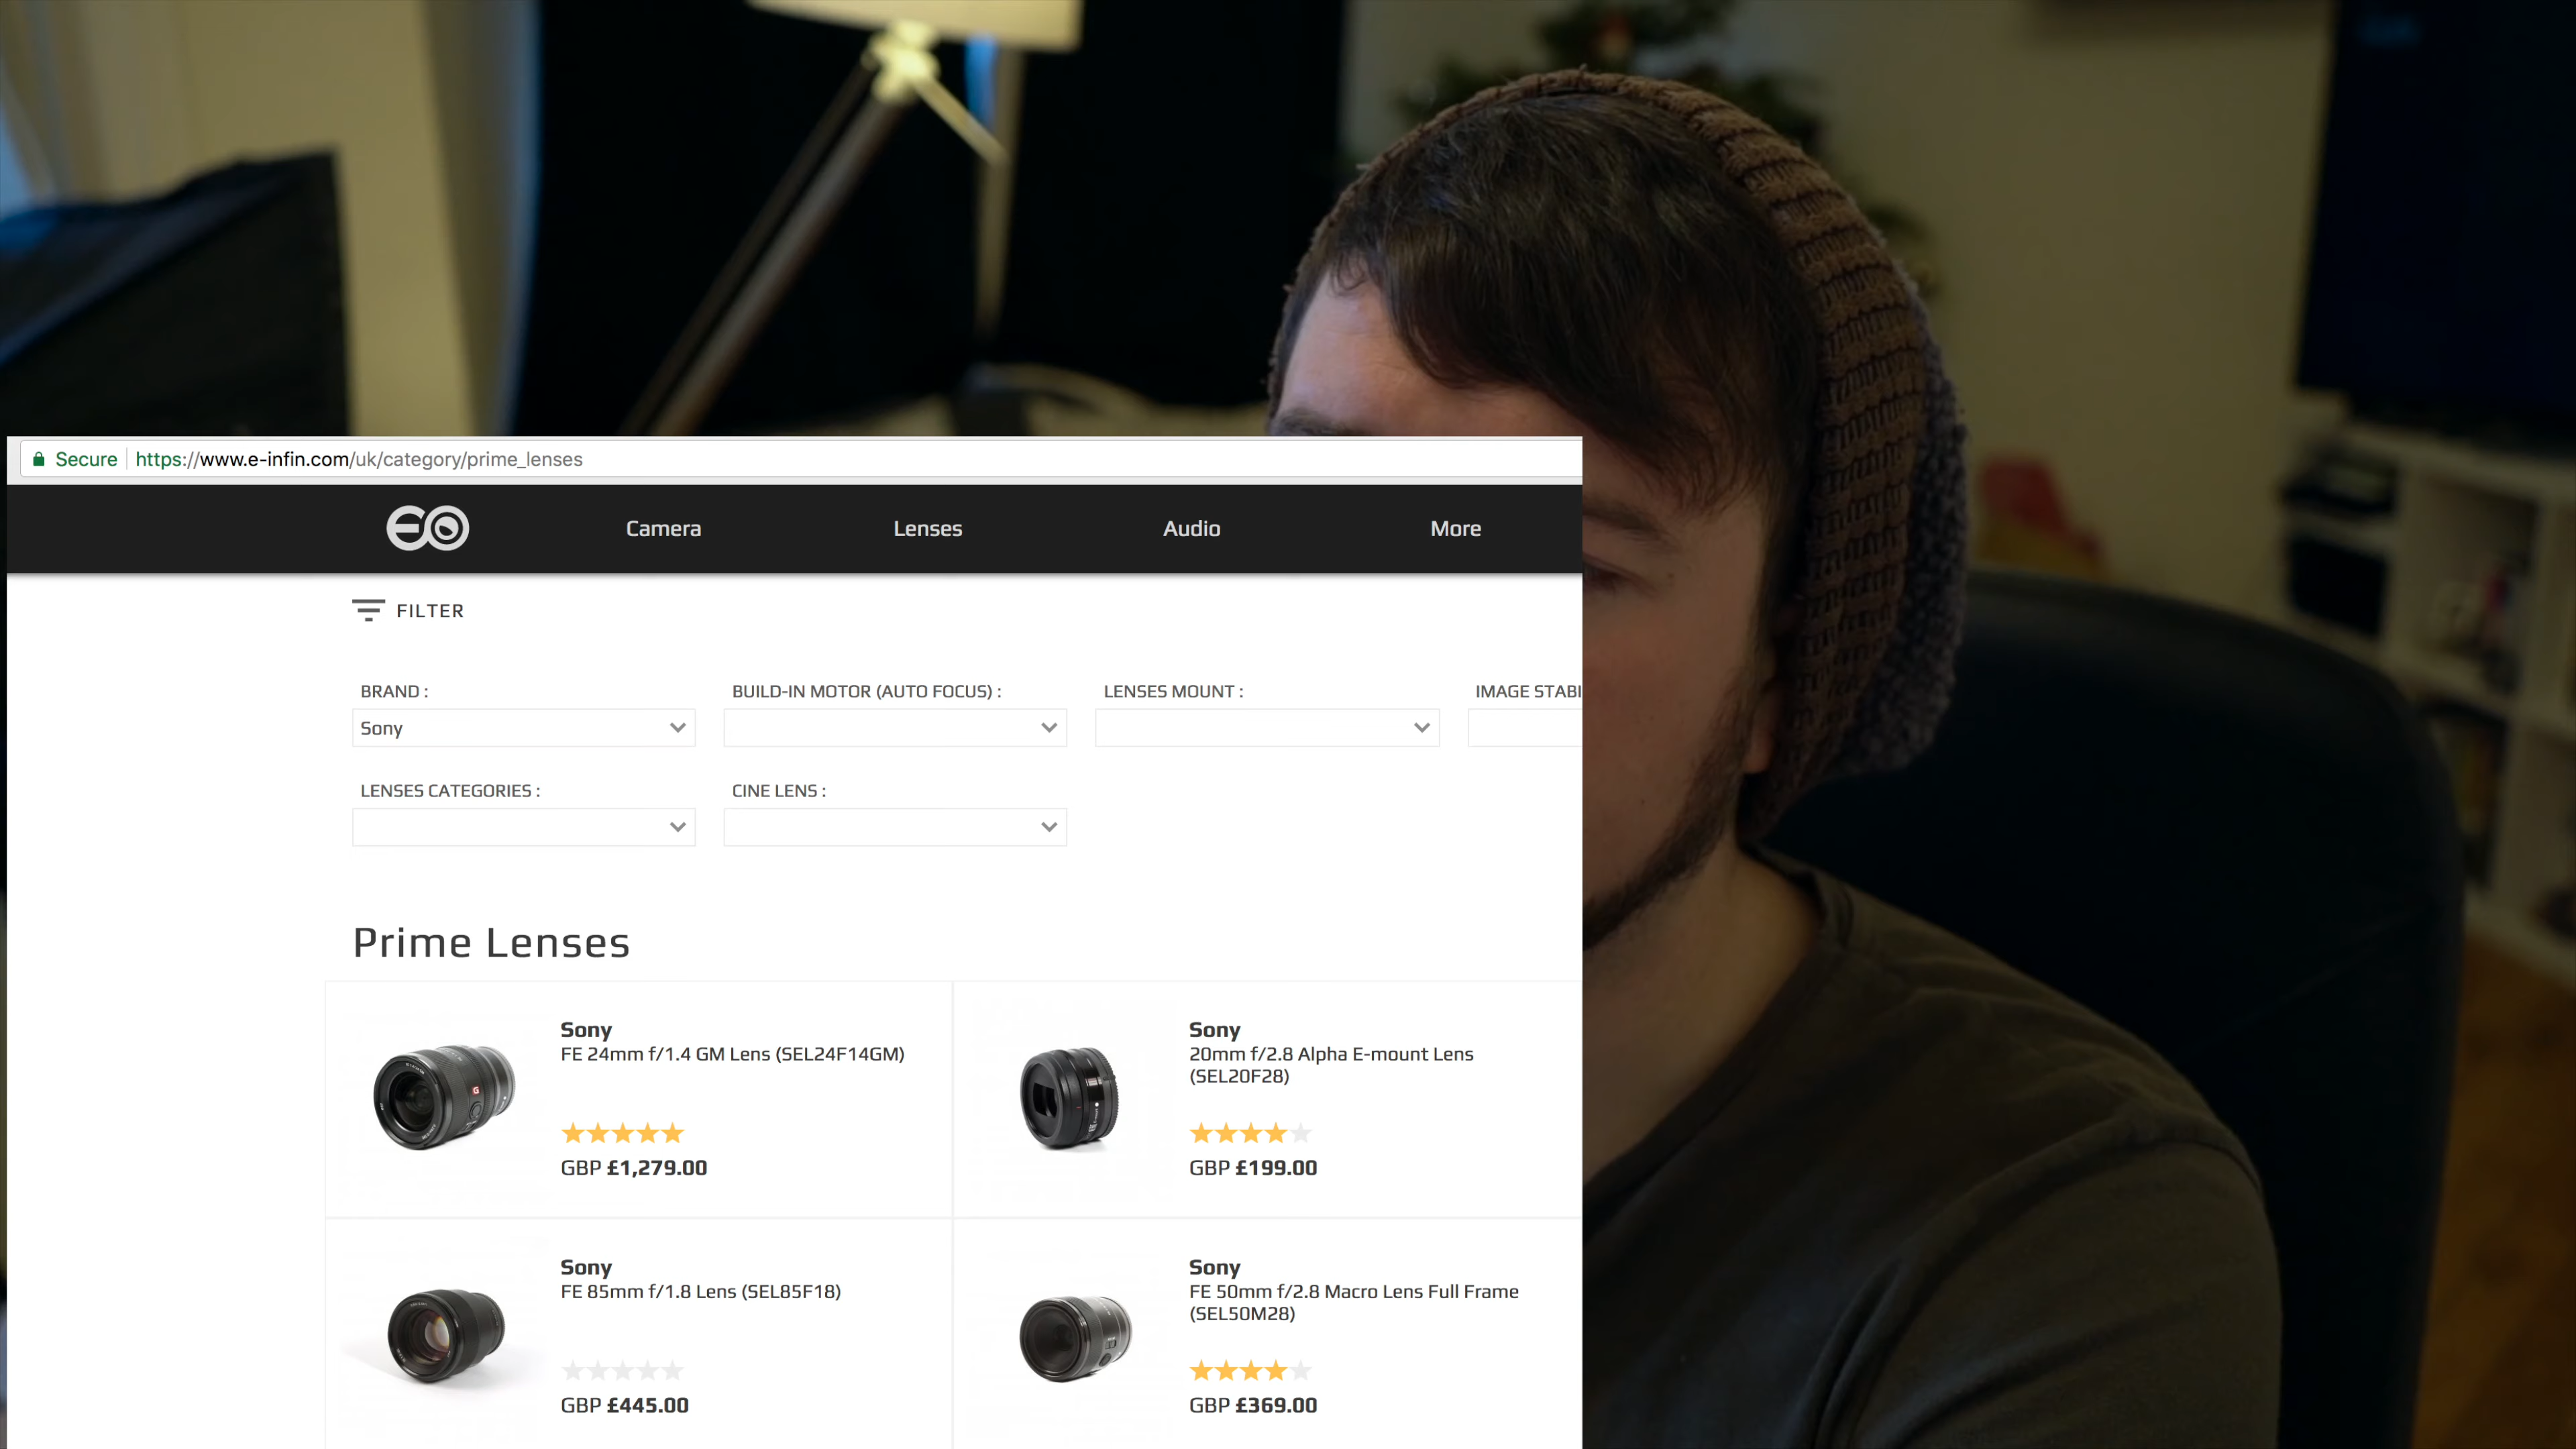 Secure https://www.e-infin.com/uk/category/prime_lenses
Camera Lenses Audio More
FILTER
BRAND : BUILD-IN MOTOR (AUTO FOCUS) : LENSES MOUNT : IMAGE STABI
Sony
LENSES CATEGORIES : CINE LENS :
Prime Lenses
Sony
FE 24mm f/1.4 GM Lens (SEL24F14GM)
GBP £1,279.00
Sony
20mm f/2.8 Alpha E-mount Lens
(SEL20F28)
GBP £199.00
Sony
FE 85mm f/1.8 Lens (SEL85F18)
GBP £445.00
Sony
FE 50mm f/2.8 Macro Lens Full Frame
(SEL50M28)
GBP £369.00